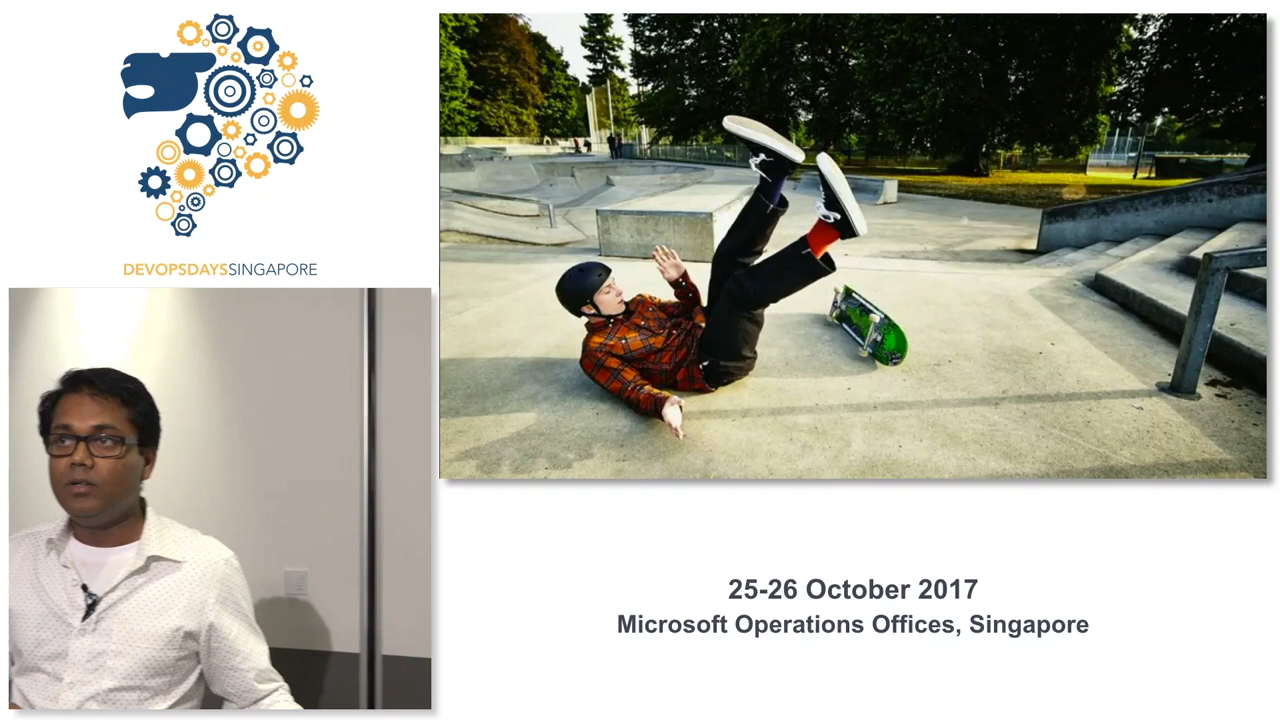 DEVOPSDAYSSINGAPORE
25-26 October 2017
Microsoft Operations Offices, Singapore